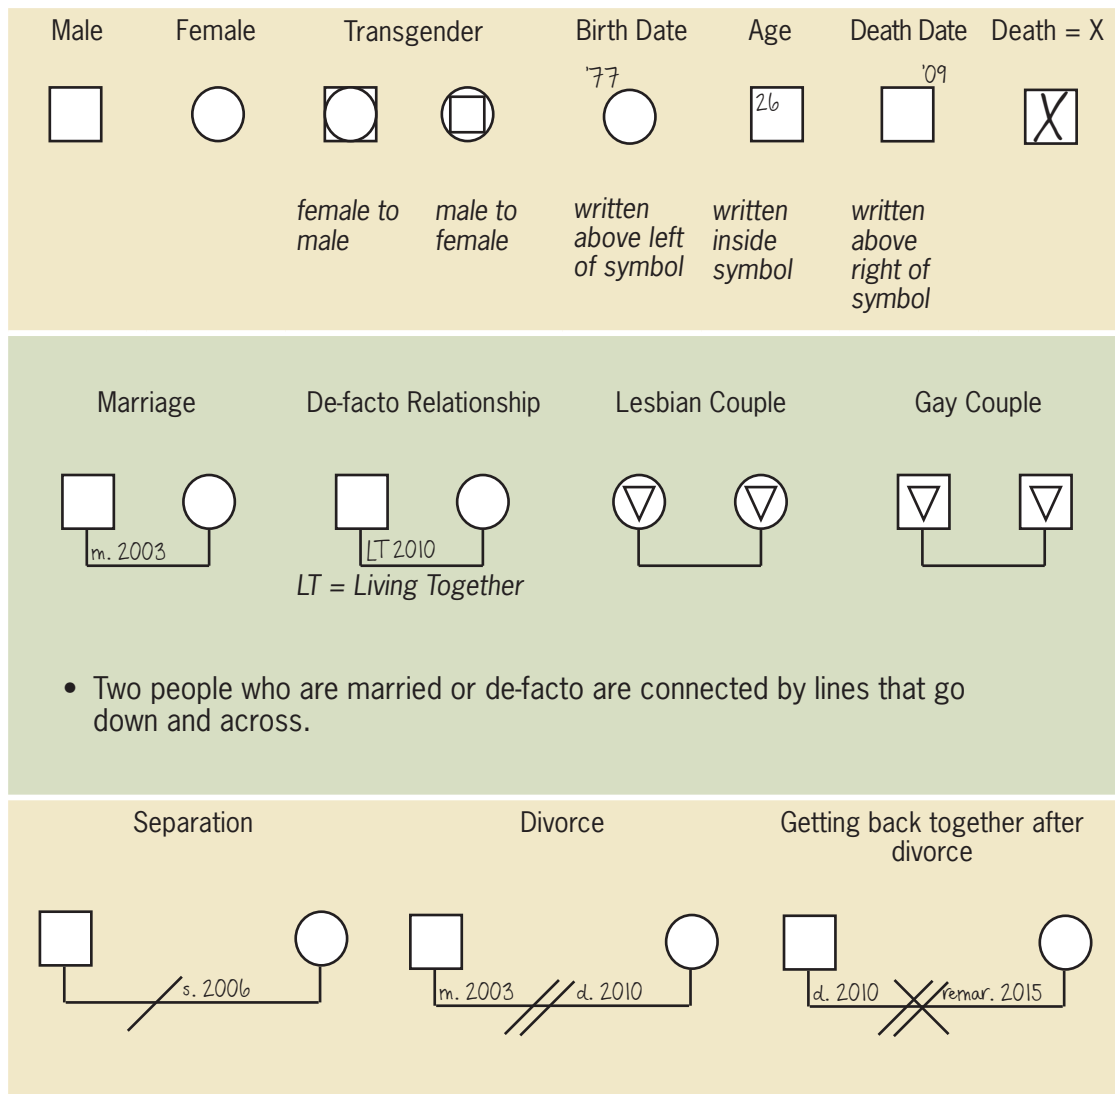 Male Female Transgender Birth Date Age Death Date Death = X
'77 26 '09 X
female to
male
male to
female
written
above left
of symbol
written
inside
symbol
written
above
right of
symbol
Marriage De-facto Relationship Lesbian Couple Gay Couple
m. 2003 LT 2010
LT = Living Together
• Two people who are married or de-facto are connected by lines that go
down and across.
Separation Divorce Getting back together after
divorce
s. 2006 m. 2003 d. 2010 d. 2010 remar. 2015